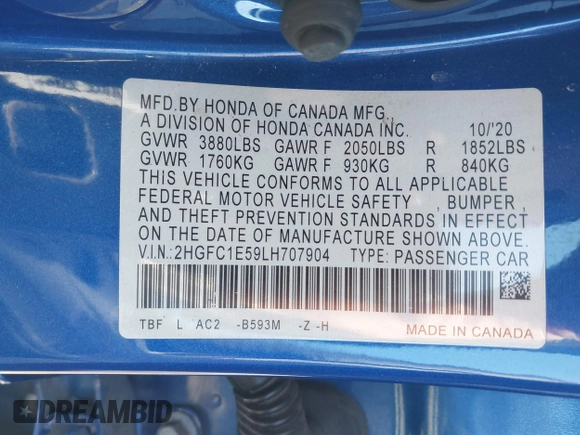 MFD.BY HONDA OF CANADA MFG.,
A DIVISION OF HONDA CANADA INC. 10/'20
GVWR 3880LBS GAWR F 2050LBS R 1852LBS
GVWR 1760KG GAWR F 930KG R 840KG
THIS VEHICLE CONFORMS TO ALL APPLICABLE
FEDERAL MOTOR VEHICLE SAFETY , BUMPER ,
AND THEFT PREVENTION STANDARDS IN EFFECT
ON THE DATE OF MANUFACTURE SHOWN ABOVE.
V.I.N.: 2HGFC1E59LH707904 TYPE: PASSENGER CAR
TBF L AC2 -B593M -Z -H
MADE IN CANADA
DREAMBID